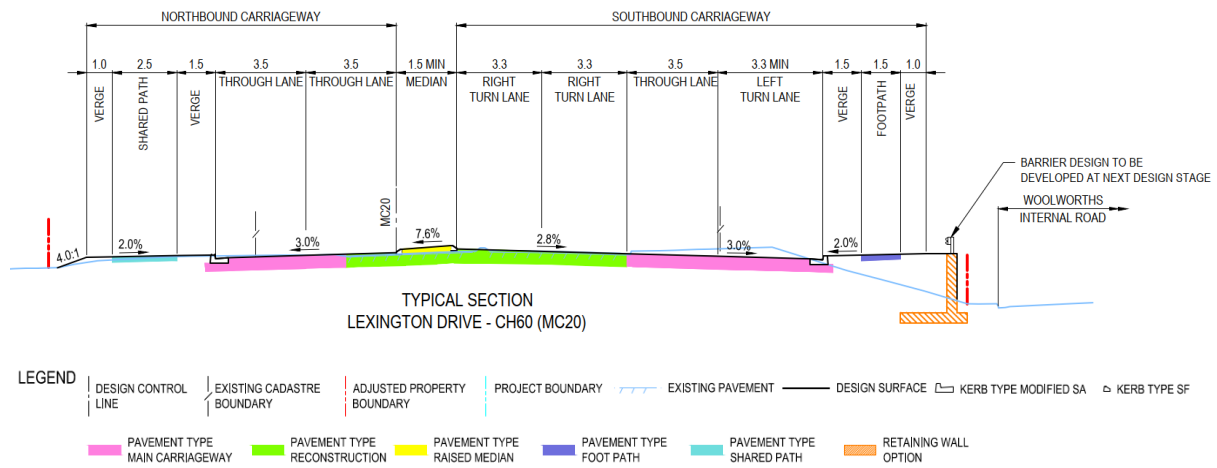 NORTHBOUND CARRIAGEWAY
SOUTHBOUND CARRIAGEWAY
1.0
2.5
1.5
3.5
3.5
1.5 MIN
3.3
3.3
3.5
3.3 MIN
1.5
1.5
1.0
VERGE
SHARED PATH
VERGE
THROUGH LANE
THROUGH LANE
MEDIAN
RIGHT
TURN LANE
RIGHT
TURN LANE
THROUGH LANE
LEFT
TURN LANE
VERGE
FOOTPATH
VERGE
BARRIER DESIGN TO BE
DEVELOPED AT NEXT DESIGN STAGE
WOOLWORTHS
INTERNAL ROAD
MC20
4.0:1
2.0%
3.0%
7.6%
2.8%
3.0%
2.0%
TYPICAL SECTION
LEXINGTON DRIVE - CH60 (MC20)
LEGEND
DESIGN CONTROL
LINE
EXISTING CADASTRE
BOUNDARY
ADJUSTED PROPERTY
BOUNDARY
PROJECT BOUNDARY
EXISTING PAVEMENT
DESIGN SURFACE
KERB TYPE MODIFIED SA
KERB TYPE SF
PAVEMENT TYPE
MAIN CARRIAGEWAY
PAVEMENT TYPE
RECONSTRUCTION
PAVEMENT TYPE
RAISED MEDIAN
PAVEMENT TYPE
FOOT PATH
PAVEMENT TYPE
SHARED PATH
RETAINING WALL
OPTION